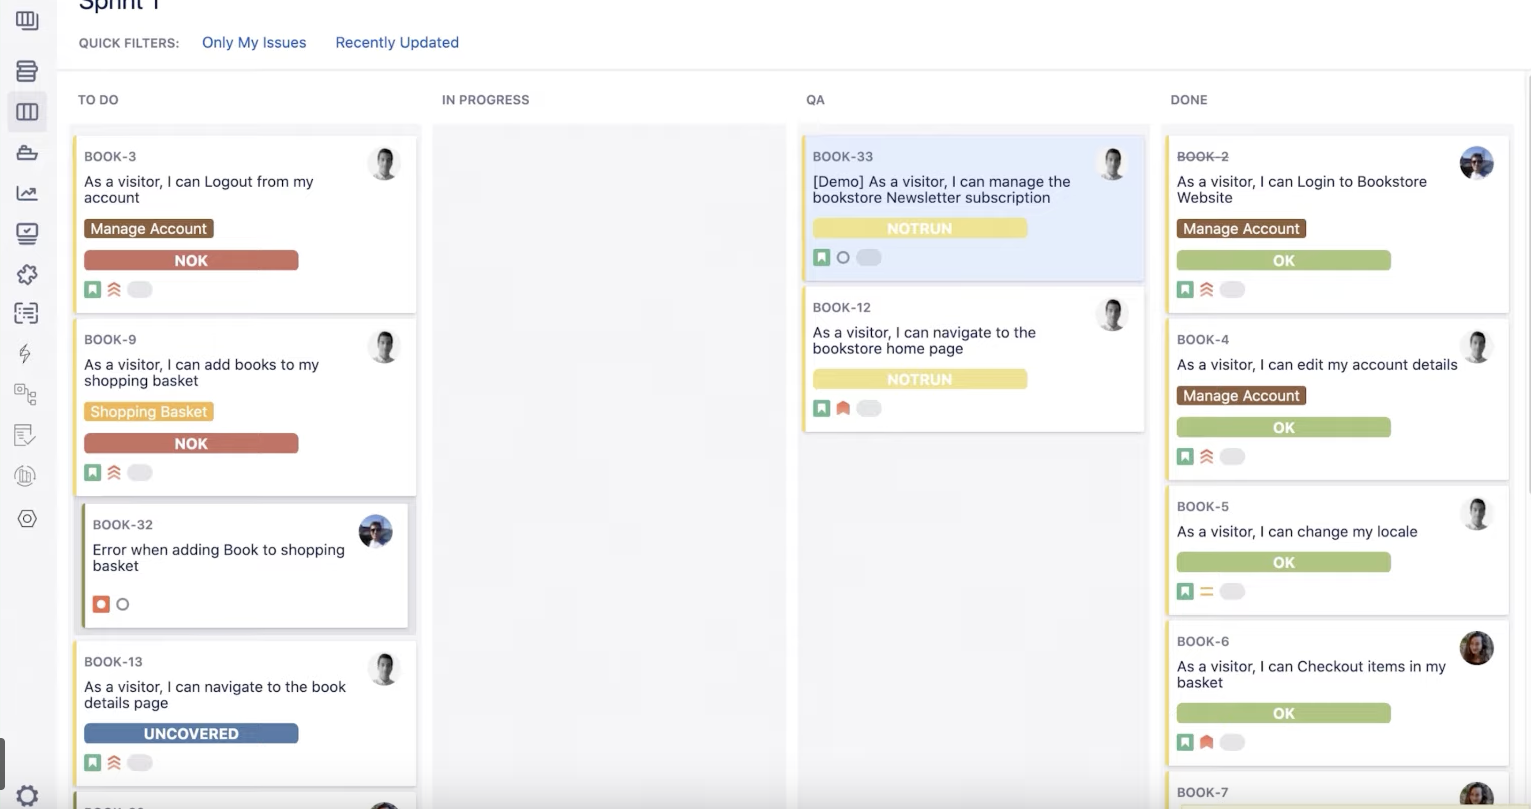 Sprint 1
QUICK FILTERS: Only My Issues Recently Updated
TO DO
BOOK-3
As a visitor, I can Logout from my
account
Manage Account
NOK
BOOK-9
As a visitor, I can add books to my
shopping basket
Shopping Basket
NOK
BOOK-32
Error when adding Book to shopping
basket
BOOK-13
As a visitor, I can navigate to the book
details page
UNCOVERED
IN PROGRESS
QA
BOOK-33
[Demo] As a visitor, I can manage the
bookstore Newsletter subscription
NOTRUN
BOOK-12
As a visitor, I can navigate to the
bookstore home page
NOTRUN
DONE
BOOK-2
As a visitor, I can Login to Bookstore
Website
Manage Account
OK
BOOK-4
As a visitor, I can edit my account details
Manage Account
OK
BOOK-5
As a visitor, I can change my locale
OK
BOOK-6
As a visitor, I can Checkout items in my
basket
OK
BOOK-7